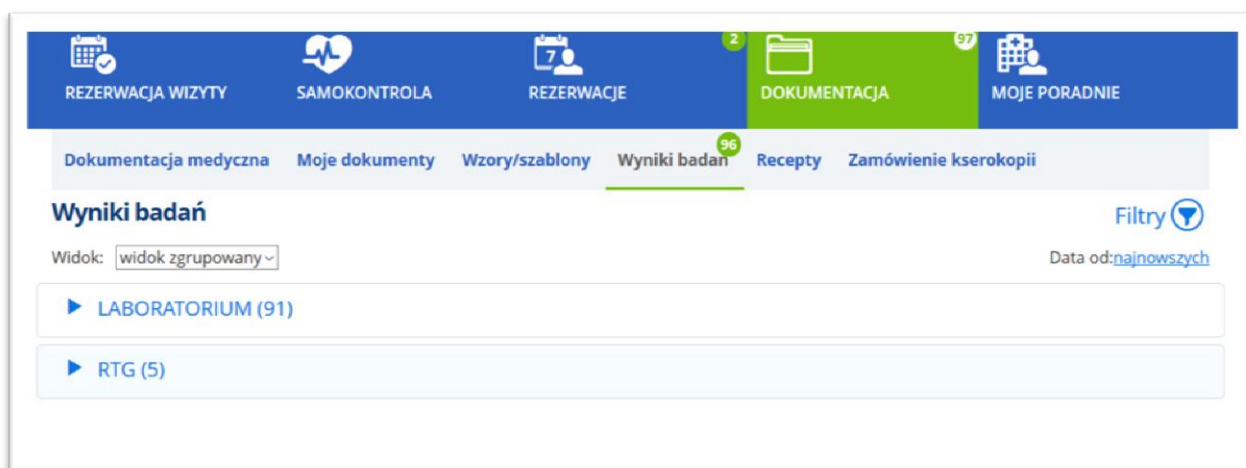 7 2 97
REZERWACJA WIZYTY SAMOKONTROLA REZERWACJE DOKUMENTACJA MOJE PORADNIE
96
Dokumentacja medyczna Moje dokumenty Wzory/szablony Wyniki badań Recepty Zamówienie kserokopii
Wyniki badań Filtry
Widok: widok zgrupowany Data od:najnowszych
LABORATORIUM (91)
RTG (5)